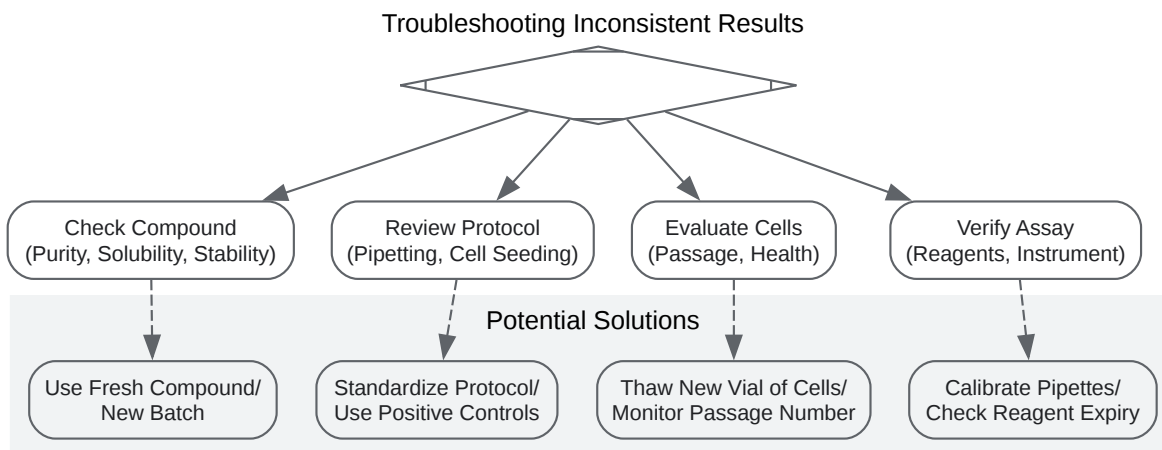 Troubleshooting Inconsistent Results
Check Compound
(Purity, Solubility, Stability)
Review Protocol
(Pipetting, Cell Seeding)
Evaluate Cells
(Passage, Health)
Verify Assay
(Reagents, Instrument)
Potential Solutions
Use Fresh Compound/
New Batch
Standardize Protocol/
Use Positive Controls
Thaw New Vial of Cells/
Monitor Passage Number
Calibrate Pipettes/
Check Reagent Expiry